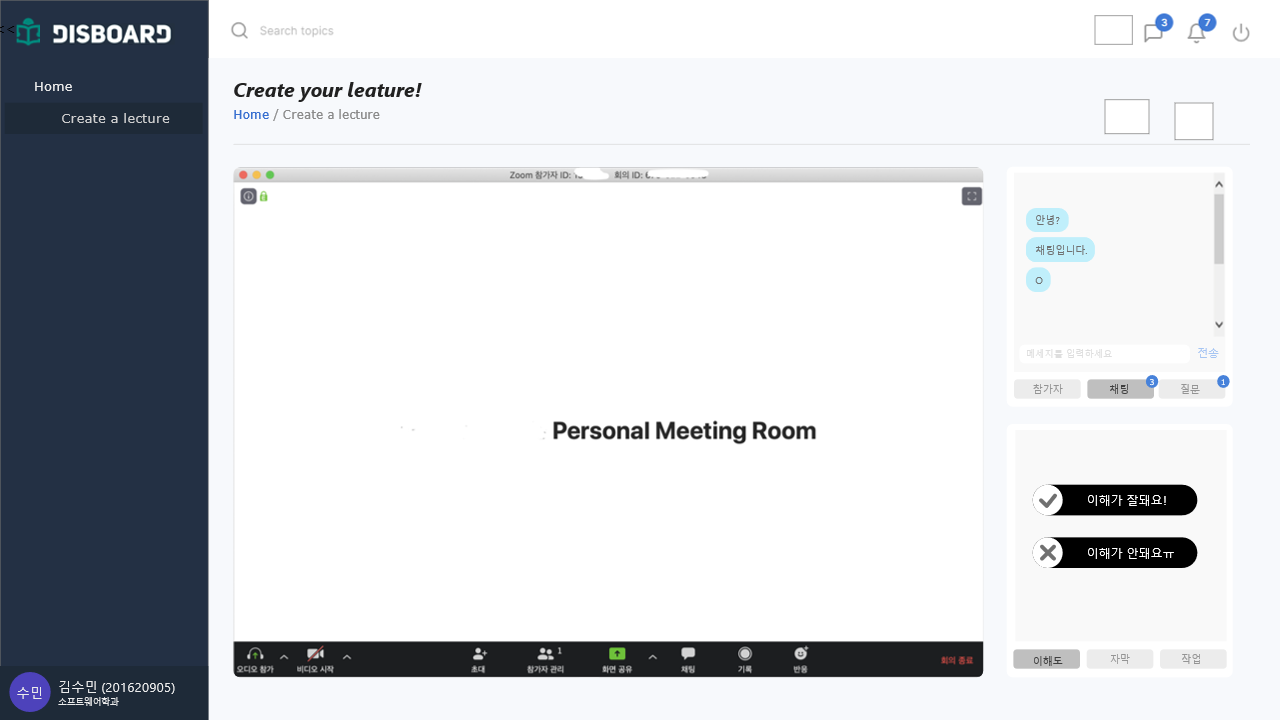 << DISBOARD
Search topics
3
7
Home
Create a lecture
Create your leature!
Home / Create a lecture
Zoom 참가자 ID: 회의 ID:
안녕?
채팅입니다.
ㅇ
메세지를 입력하세요
전송
참가자
채팅
3
질문
1
Personal Meeting Room
이해가 잘돼요!
이해가 안돼요ㅠ
오디오 참가
비디오 시작
초대
참가자 관리
1
화면 공유
채팅
기록
반응
회의 종료
이해도
자막
작업
수민
김수민 (201620905)
소프트웨어학과